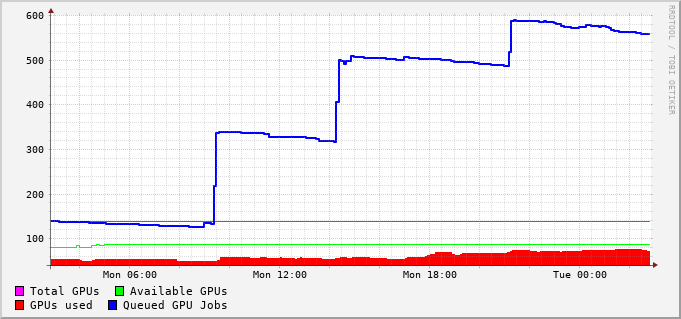 600
500
400
300
200
100
Mon 06:00 Mon 12:00 Mon 18:00 Tue 00:00
Total GPUs Available GPUs
GPUs used Queued GPU Jobs
RRDTOOL / TOBI OETIKER